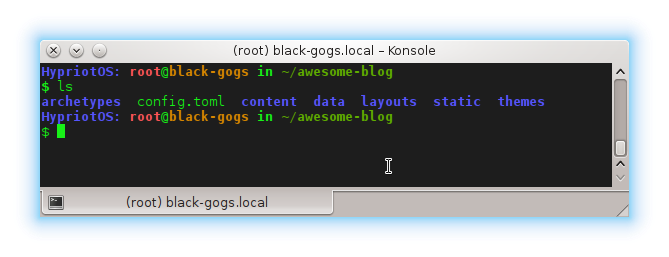 (root) black-gogs.local – Konsole
HypriotOS: root@black-gogs in ~/awesome-blog
$ ls
archetypes  config.toml  content  data  layouts  static  themes
HypriotOS: root@black-gogs in ~/awesome-blog
$
(root) black-gogs.local